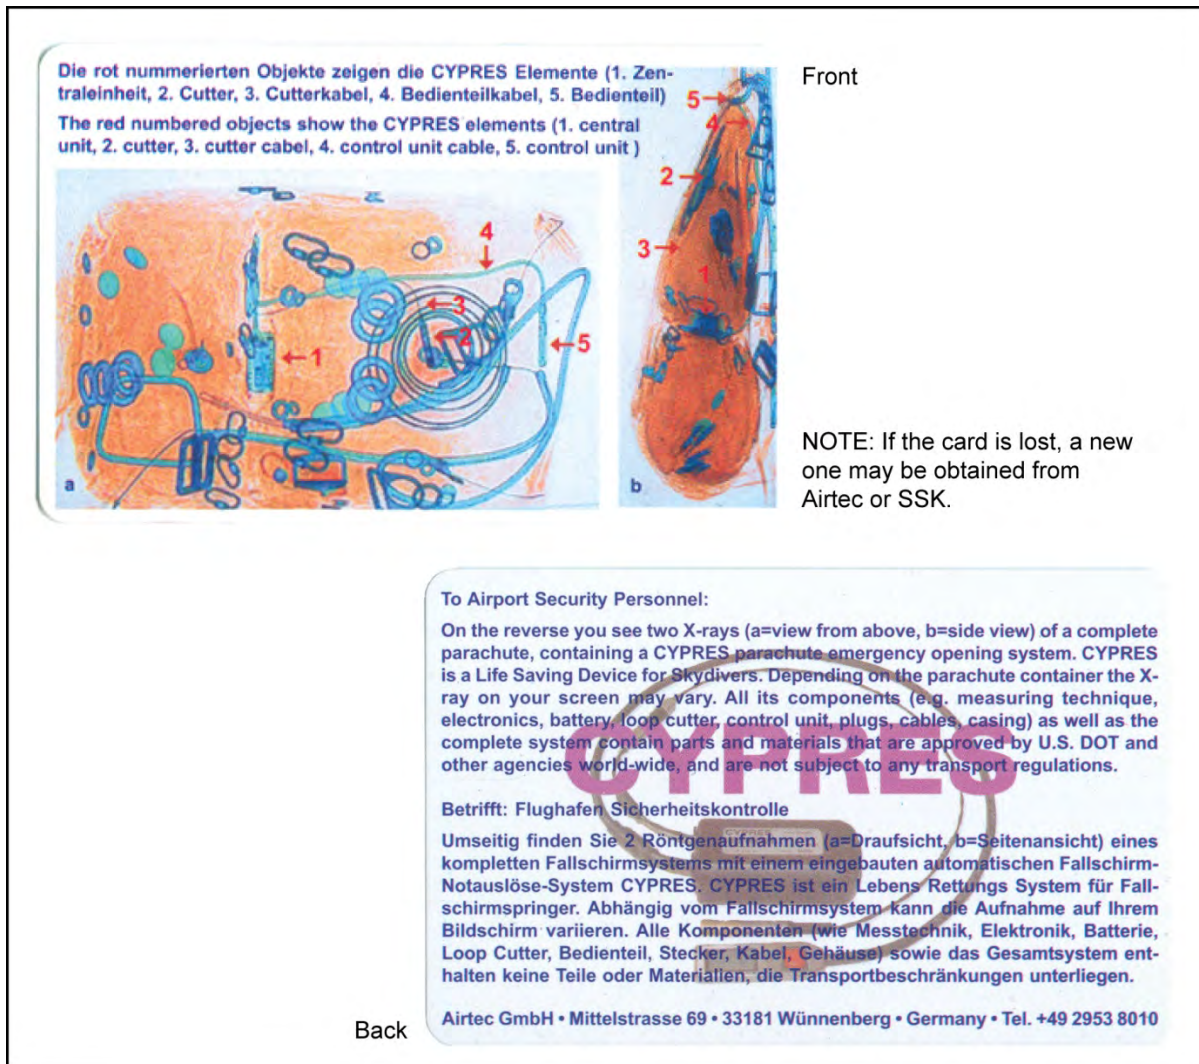 Die rot nummerierten Objekte zeigen die CYPRES Elemente (1. Zen-
traleinheit, 2. Cutter, 3. Cutterkabel, 4. Bedienteilkabel, 5. Bedienteil)
The red numbered objects show the CYPRES elements (1. central
unit, 2. cutter, 3. cutter cabel, 4. control unit cable, 5. control unit )
4
3
2
1
5
a
5
4
2
3
1
b
Front
NOTE: If the card is lost, a new
one may be obtained from
Airtec or SSK.
To Airport Security Personnel:
On the reverse you see two X-rays (a=view from above, b=side view) of a complete
parachute, containing a CYPRES parachute emergency opening system. CYPRES
is a Life Saving Device for Skydivers. Depending on the parachute container the X-
ray on your screen may vary. All its components (e.g. measuring technique,
electronics, battery, loop cutter, control unit, plugs, cables, casing) as well as the
complete system contain parts and materials that are approved by U.S. DOT and
other agencies world-wide, and are not subject to any transport regulations.
CYPRES
Betrifft: Flughafen Sicherheitskontrolle
Umseitig finden Sie 2 Röntgenaufnahmen (a=Draufsicht, b=Seitenansicht) eines
kompletten Fallschirmsystems mit einem eingebauten automatischen Fallschirm-
Notauslöse-System CYPRES. CYPRES ist ein Lebens Rettungs System für Fall-
schirmspringer. Abhängig vom Fallschirmsystem kann die Aufnahme auf Ihrem
Bildschirm variieren. Alle Komponenten (wie Messtechnik, Elektronik, Batterie,
Loop Cutter, Bedienteil, Stecker, Kabel, Gehäuse) sowie das Gesamtsystem ent-
halten keine Teile oder Materialien, die Transportbeschränkungen unterliegen.
Airtec GmbH • Mittelstrasse 69 • 33181 Wünnenberg • Germany • Tel. +49 2953 8010
Back